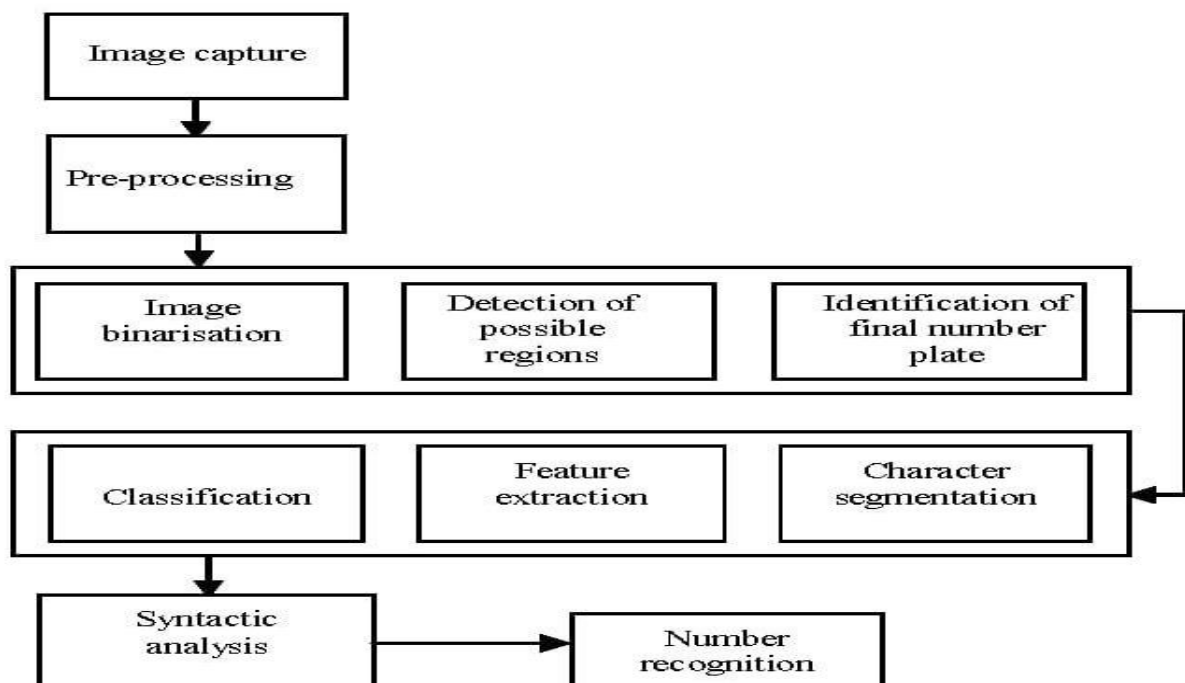 Image capture
Pre-processing
Image
binarisation
Detection of
possible
regions
Identification of
final number
plate
Classification
Feature
extraction
Character
segmentation
Syntactic
analysis
Number
recognition